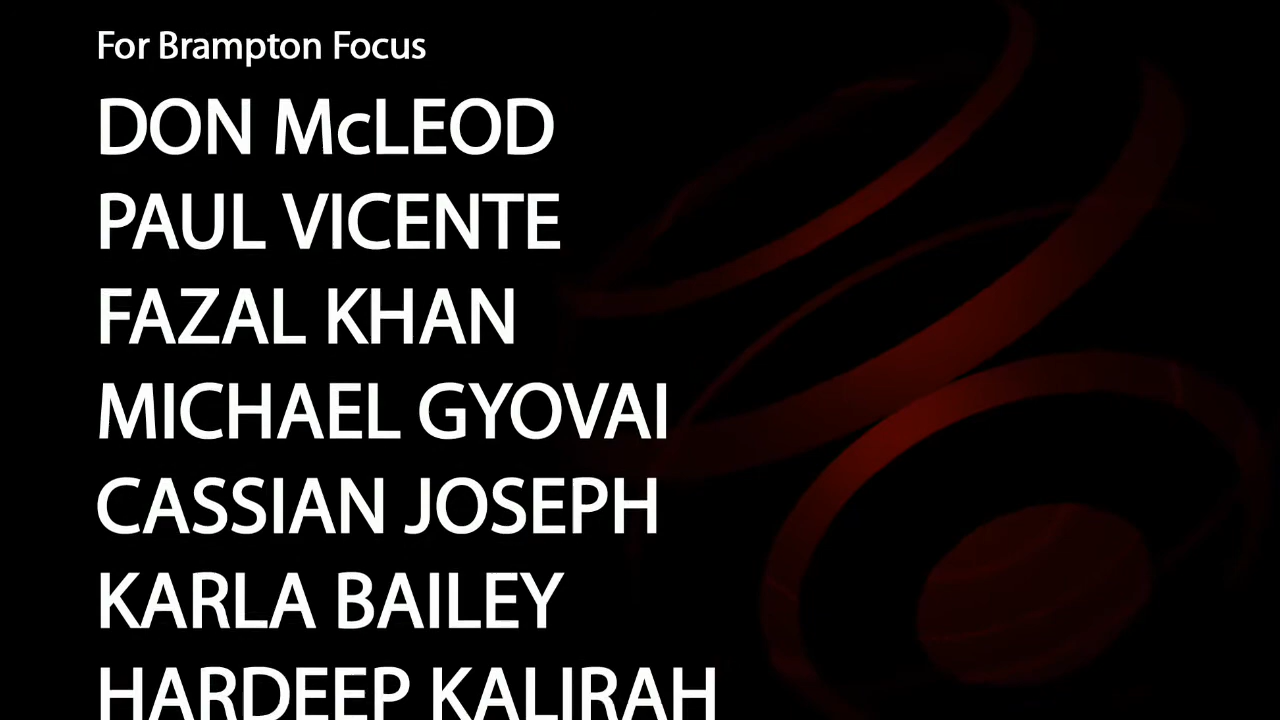 For Brampton Focus
DON McLEOD
PAUL VICENTE
FAZAL KHAN
MICHAEL GYOVAI
CASSIAN JOSEPH
KARLA BAILEY
HARDEEP KALIRAH